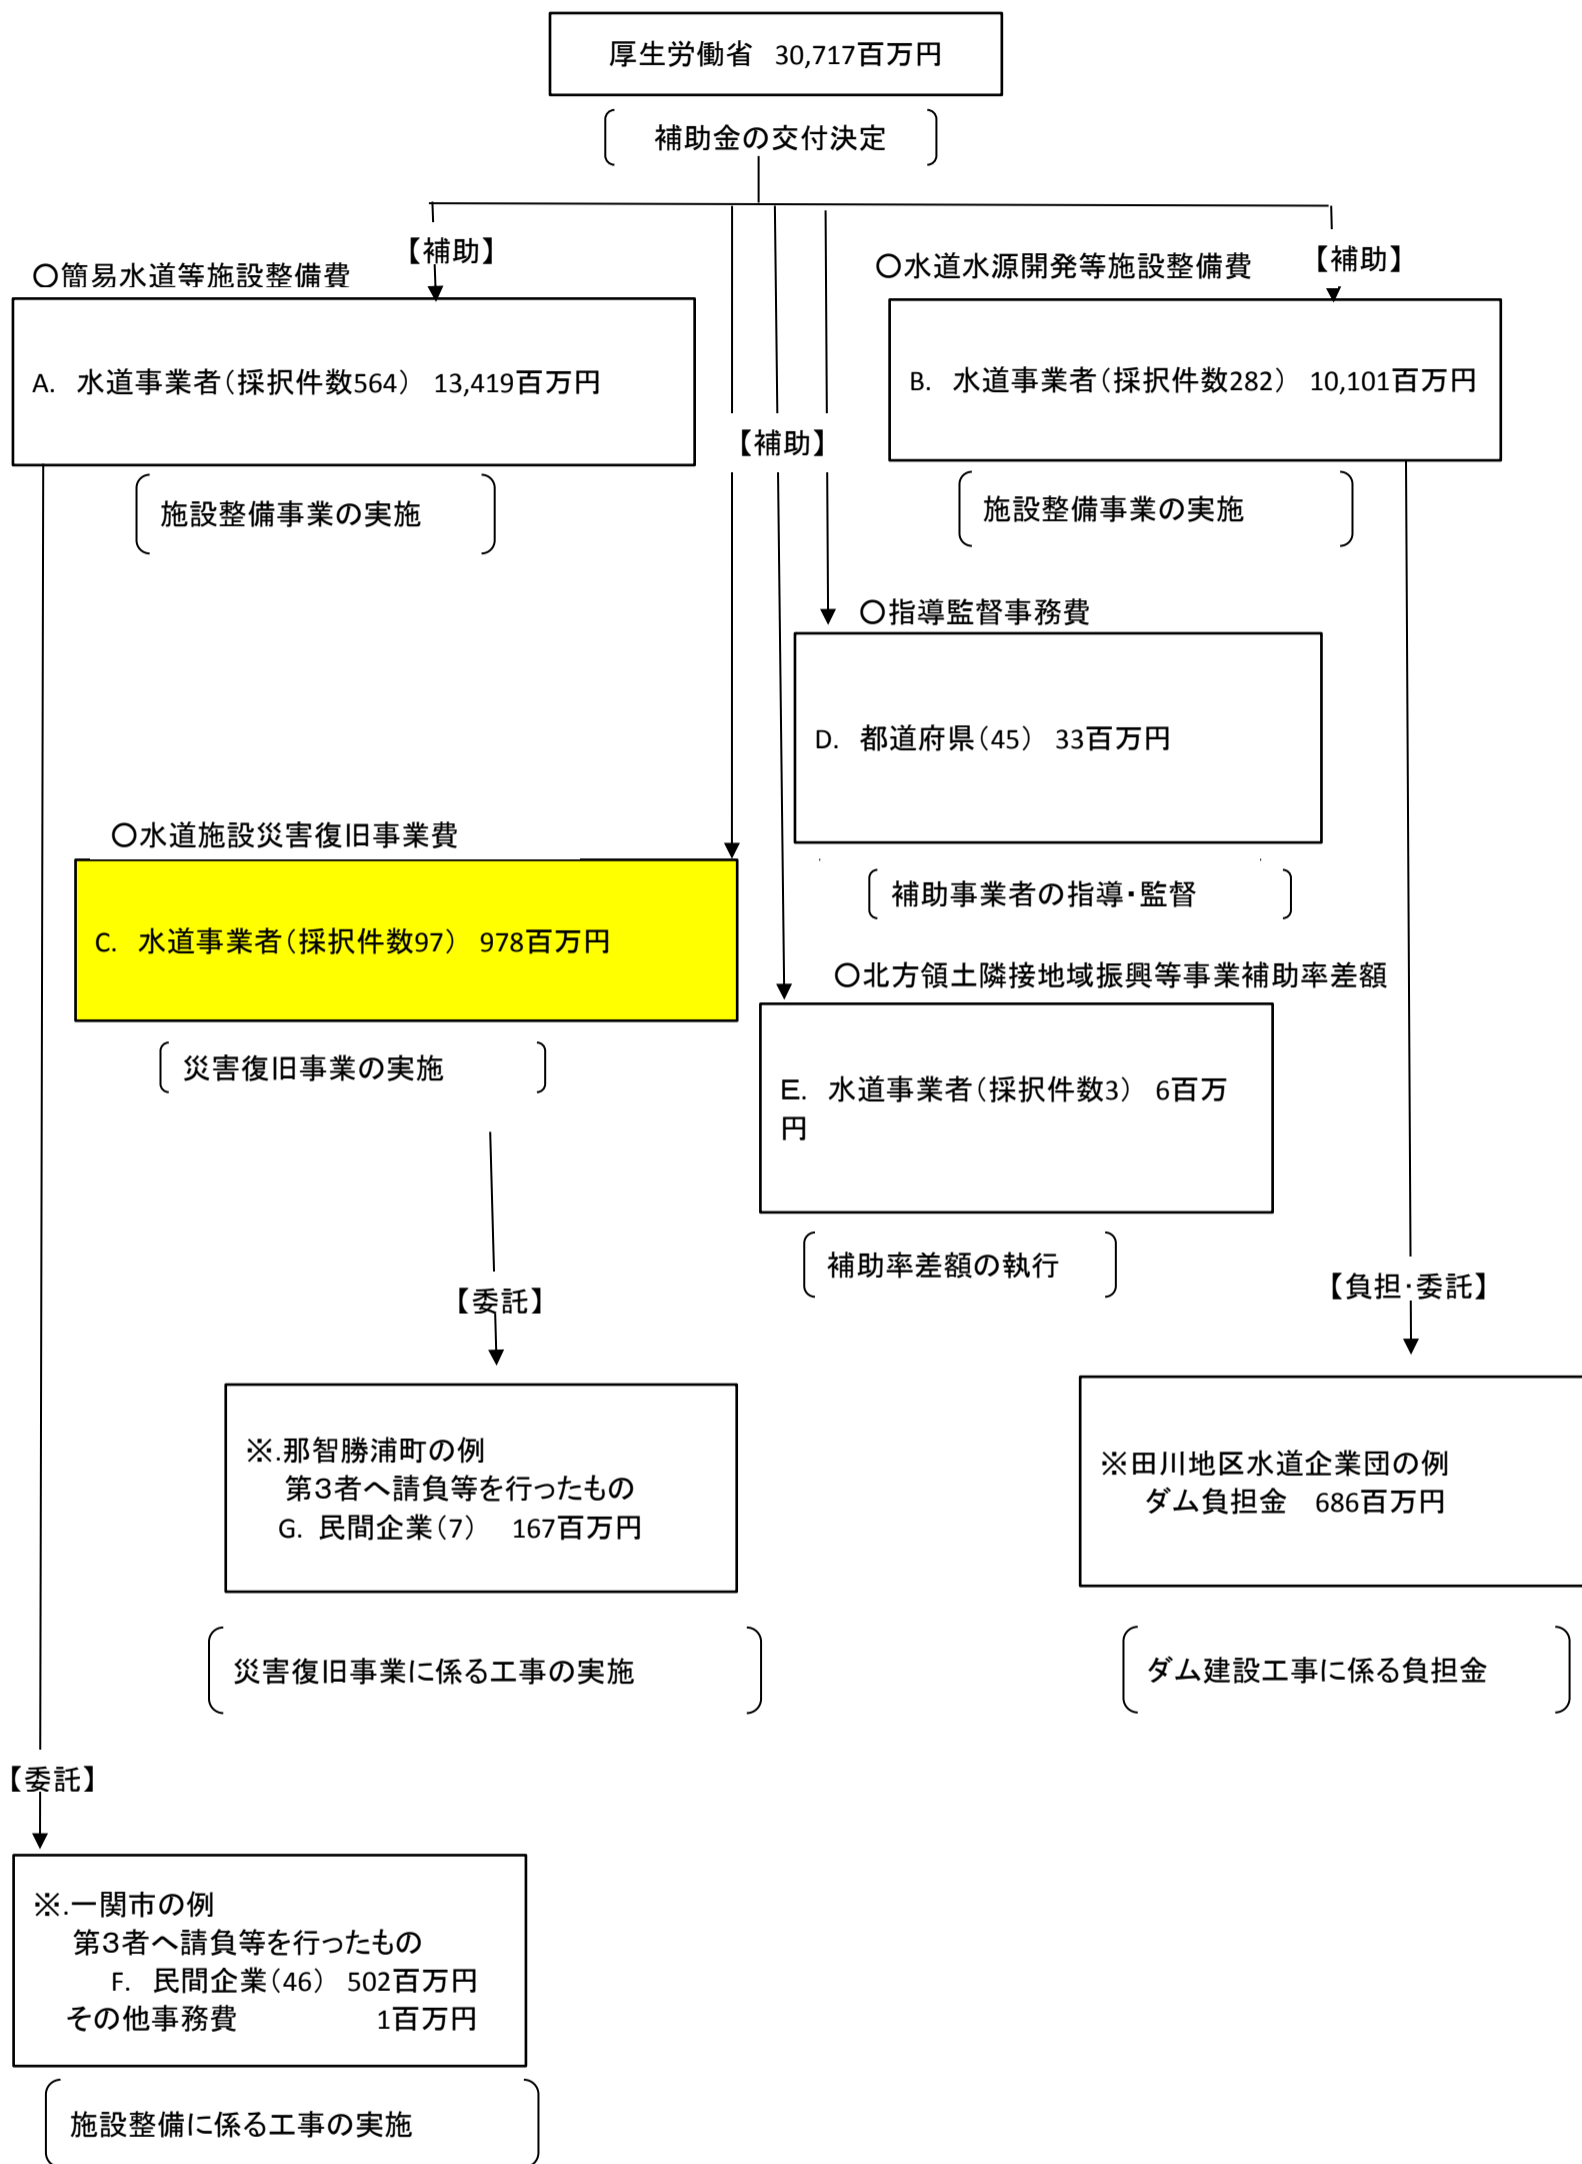 厚生労働省 30,717百万円
補助金の交付決定
【補助】
○簡易水道等施設整備費
A. 水道事業者（採択件数564） 13,419百万円
施設整備事業の実施
○水道水源開発等施設整備費
【補助】
B. 水道事業者（採択件数282） 10,101百万円
施設整備事業の実施
【補助】
○指導監督事務費
D. 都道府県（45） 33百万円
補助事業者の指導・監督
○水道施設災害復旧事業費
C. 水道事業者（採択件数97） 978百万円
災害復旧事業の実施
○北方領土隣接地域振興等事業補助率差額
E. 水道事業者（採択件数3） 6百万
円
補助率差額の執行
【委託】
【負担・委託】
※.那智勝浦町の例
第3者へ請負等を行ったもの
G. 民間企業（7） 167百万円
災害復旧事業に係る工事の実施
※田川地区水道企業団の例
ダム負担金 686百万円
ダム建設工事に係る負担金
【委託】
※.一関市の例
第3者へ請負等を行ったもの
F. 民間企業（46） 502百万円
その他事務費 1百万円
施設整備に係る工事の実施